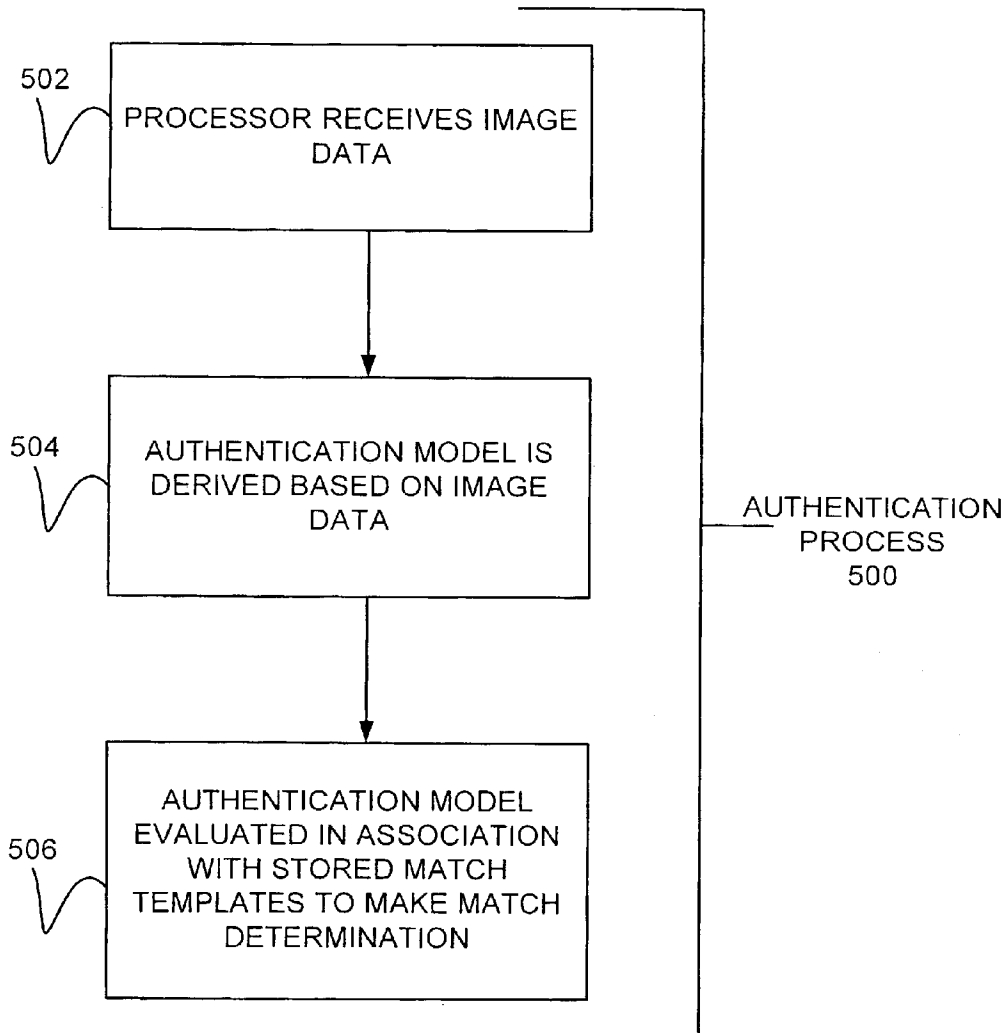 502
PROCESSOR RECEIVES IMAGE
DATA
504
AUTHENTICATION MODEL IS
DERIVED BASED ON IMAGE
DATA
AUTHENTICATION
PROCESS
500
506
AUTHENTICATION MODEL
EVALUATED IN ASSOCIATION
WITH STORED MATCH
TEMPLATES TO MAKE MATCH
DETERMINATION